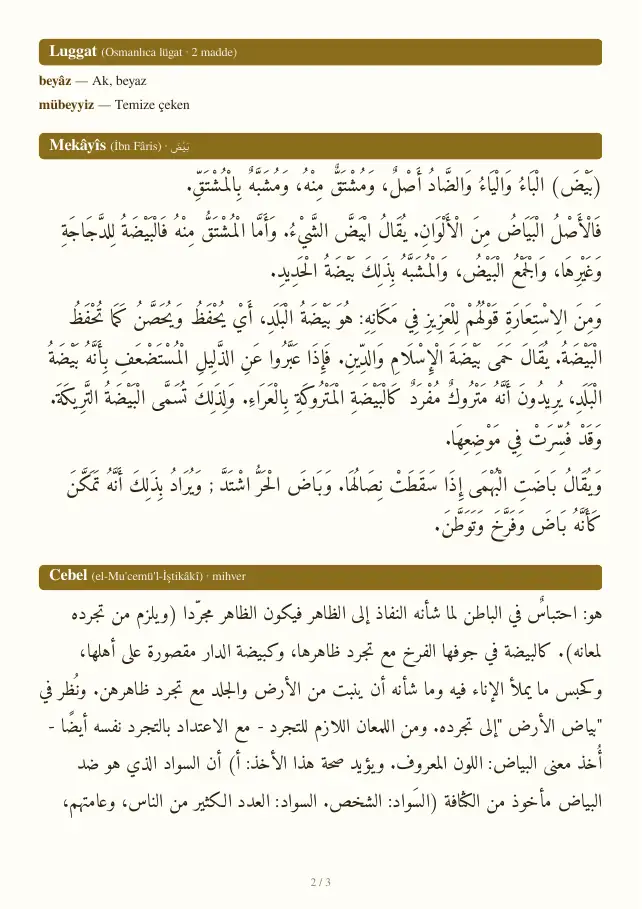 Luggat (Osmanlıca lügat · 2 madde)
beyâz — Ak, beyaz
mübeyyiz — Temize çeken
Mekâyîs (İbn Fâris) · بَيَّضَ
(بَيَّضَ) الْبَاءُ وَالْيَاءُ وَالضَّادُ أَصْلٌ، وَمُشْتَقٌّ مِنْهُ، وَمُشَبَّهٌ بِالْمُشْتَقِّ.
فَالْأَصْلُ الْبَيَاضُ مِنَ الْأَلْوَانِ. يُقَالُ ابْيَضَّ الشَّيْءُ. وَأَمَّا الْمُشْتَقُّ مِنْهُ فَالْبَيْضَةُ لِلدَّجَاجَةِ
وَغَيْرِهَا، وَالْجَمْعُ الْبَيْضُ، وَالْمُشَبَّهُ بِذَلِكَ بَيْضَةُ الْحَدِيدِ.
وَمِنَ الِاسْتِعَارَةِ قَوْلُهُمْ لِلْعَزِيزِ فِي مَكَانِهِ: هُوَ بَيْضَةُ الْبَلَدِ، أَيْ يُحْفَظُ وَيُحَصَّنُ كَمَا تُحْفَظُ
الْبَيْضَةُ. يُقَالُ حَمَى بَيْضَةَ الْإِسْلَامِ وَالدِّينِ. فَإِذَا عَبَّرُوا عَنِ الذَّلِيلِ الْمُسْتَضْعَفِ بِأَنَّهُ بَيْضَةُ
الْبَلَدِ، يُرِيدُونَ أَنَّهُ مَتْرُوكٌ مُفْرَدٌ كَالْبَيْضَةِ الْمَتْرُوكَةِ بِالْعَرَاءِ. وَلِذَلِكَ تُسَمَّى الْبَيْضَةُ التَّرِيكَةَ.
وَقَدْ فُسِّرَتْ فِي مَوْضِعِهَا.
وَيُقَالُ بَاضَتِ الْبُهْمَى إِذَا سَقَطَتْ نِصَالُهَا. وَبَاضَ الْحَرُّ اشْتَدَّ ; وَيُرَادُ بِذَلِكَ أَنَّهُ تَمَكَّنَ
كَأَنَّهُ بَاضَ وَفَرَّخَ وَتَوَطَّنَ.
Cebel (el-Mu'cemü'l-İştikâkî) · mihver
هو: احتباسٌ في الباطن لما شأنه النفاذ إلى الظاهر فيكون الظاهر مجرّدا (ويلزم من تجرده
لمعانه). كالبيضة في جوفها الفرخ مع تجرد ظاهرها، وكبيضة الدار مقصورة على أهلها،
وكحبس ما يملأ الإناء فيه وما شأنه أن ينبت من الأرض والجلد مع تجرد ظاهرهن. ونُظر في
"بياض الأرض "إلى تجرده. ومن اللمعان اللازم للتجرد - مع الاعتداد بالتجرد نفسه أيضًا -
أُخذ معنى البياض: اللون المعروف. ويؤيد صحة هذا الأخذ: أ) أن السواد الذي هو ضد
البياض مأخوذ من الكثافة (السَواد: الشخص. السواد: العدد الكثير من الناس، وعامتهم،
2 / 3